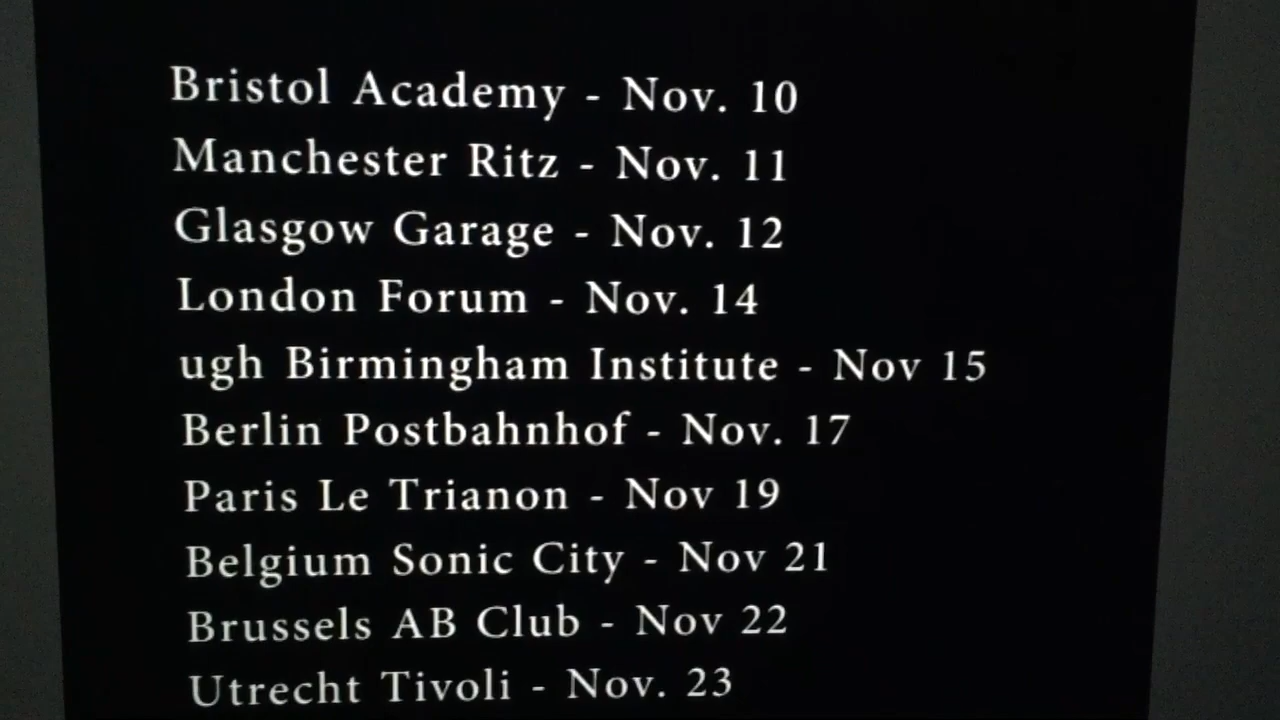 Bristol Academy - Nov. 10
Manchester Ritz - Nov. 11
Glasgow Garage - Nov. 12
London Forum - Nov. 14
ugh Birmingham Institute - Nov 15
Berlin Postbahnhof - Nov. 17
Paris Le Trianon - Nov 19
Belgium Sonic City - Nov 21
Brussels AB Club - Nov 22
Utrecht Tivoli - Nov. 23